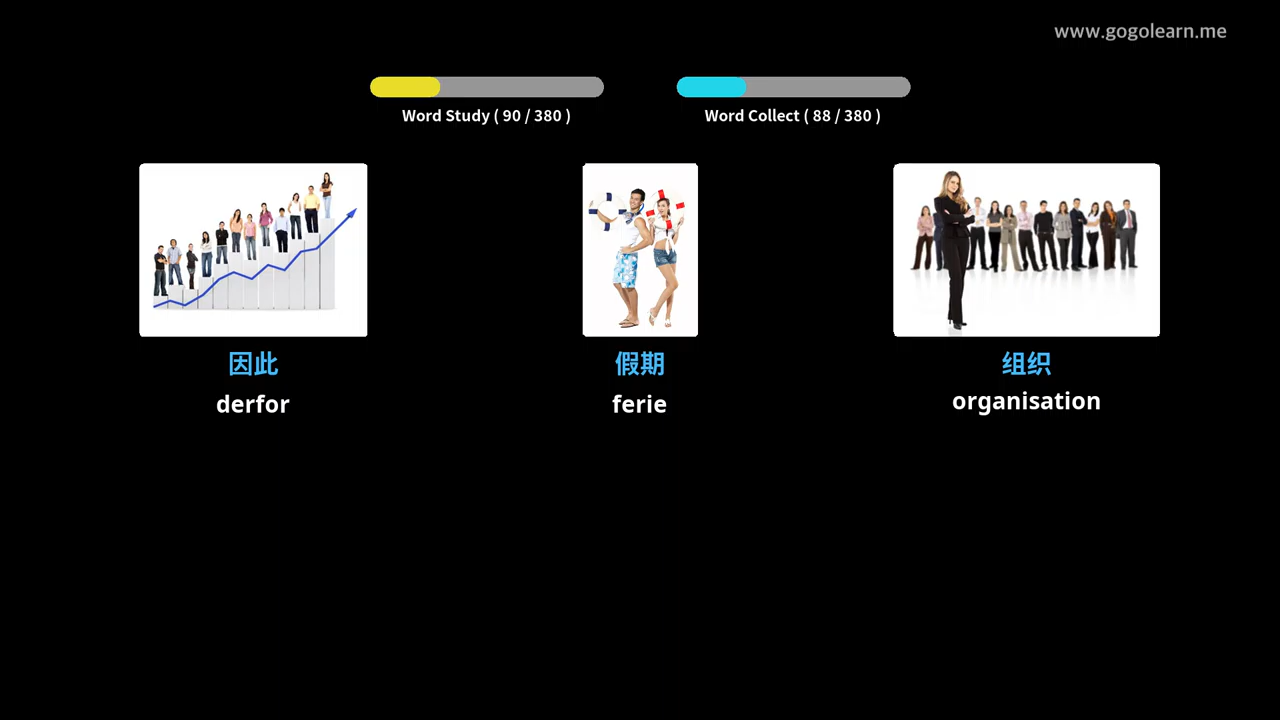 www.gogolearn.me
Word Study ( 90 / 380 )
Word Collect ( 88 / 380 )
因此
假期
组织
derfor
ferie
organisation